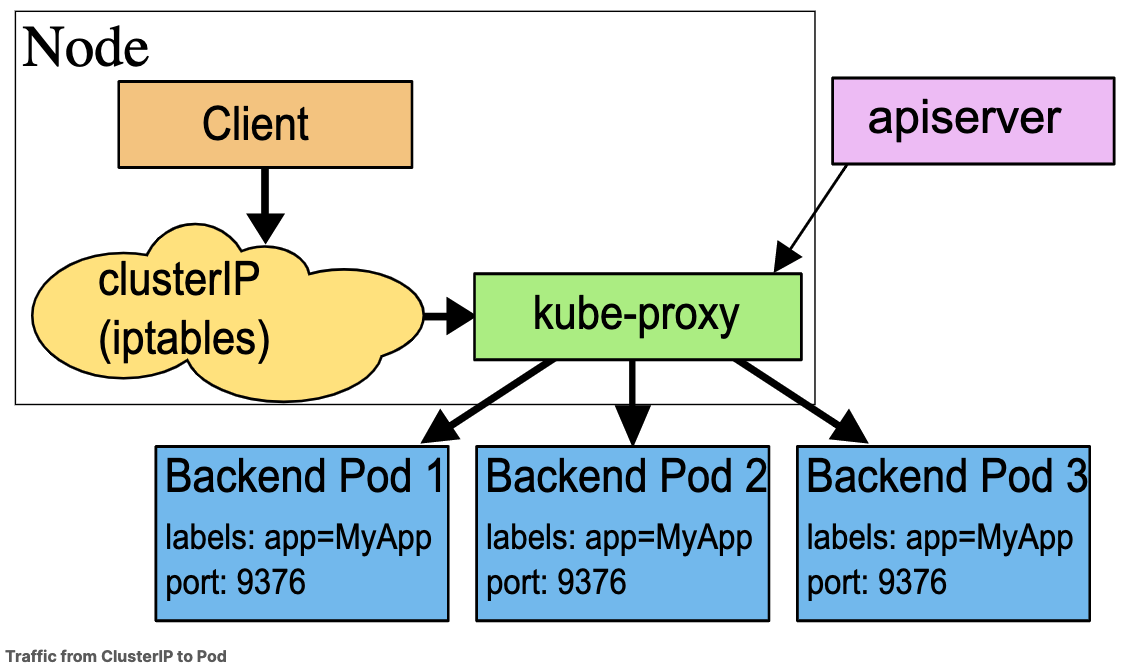 Node
Client
apiserver
clusterIP
(iptables)
kube-proxy
Backend Pod 1
labels: app=MyApp
port: 9376
Backend Pod 2
labels: app=MyApp
port: 9376
Backend Pod 3
labels: app=MyApp
port: 9376
Traffic from ClusterIP to Pod